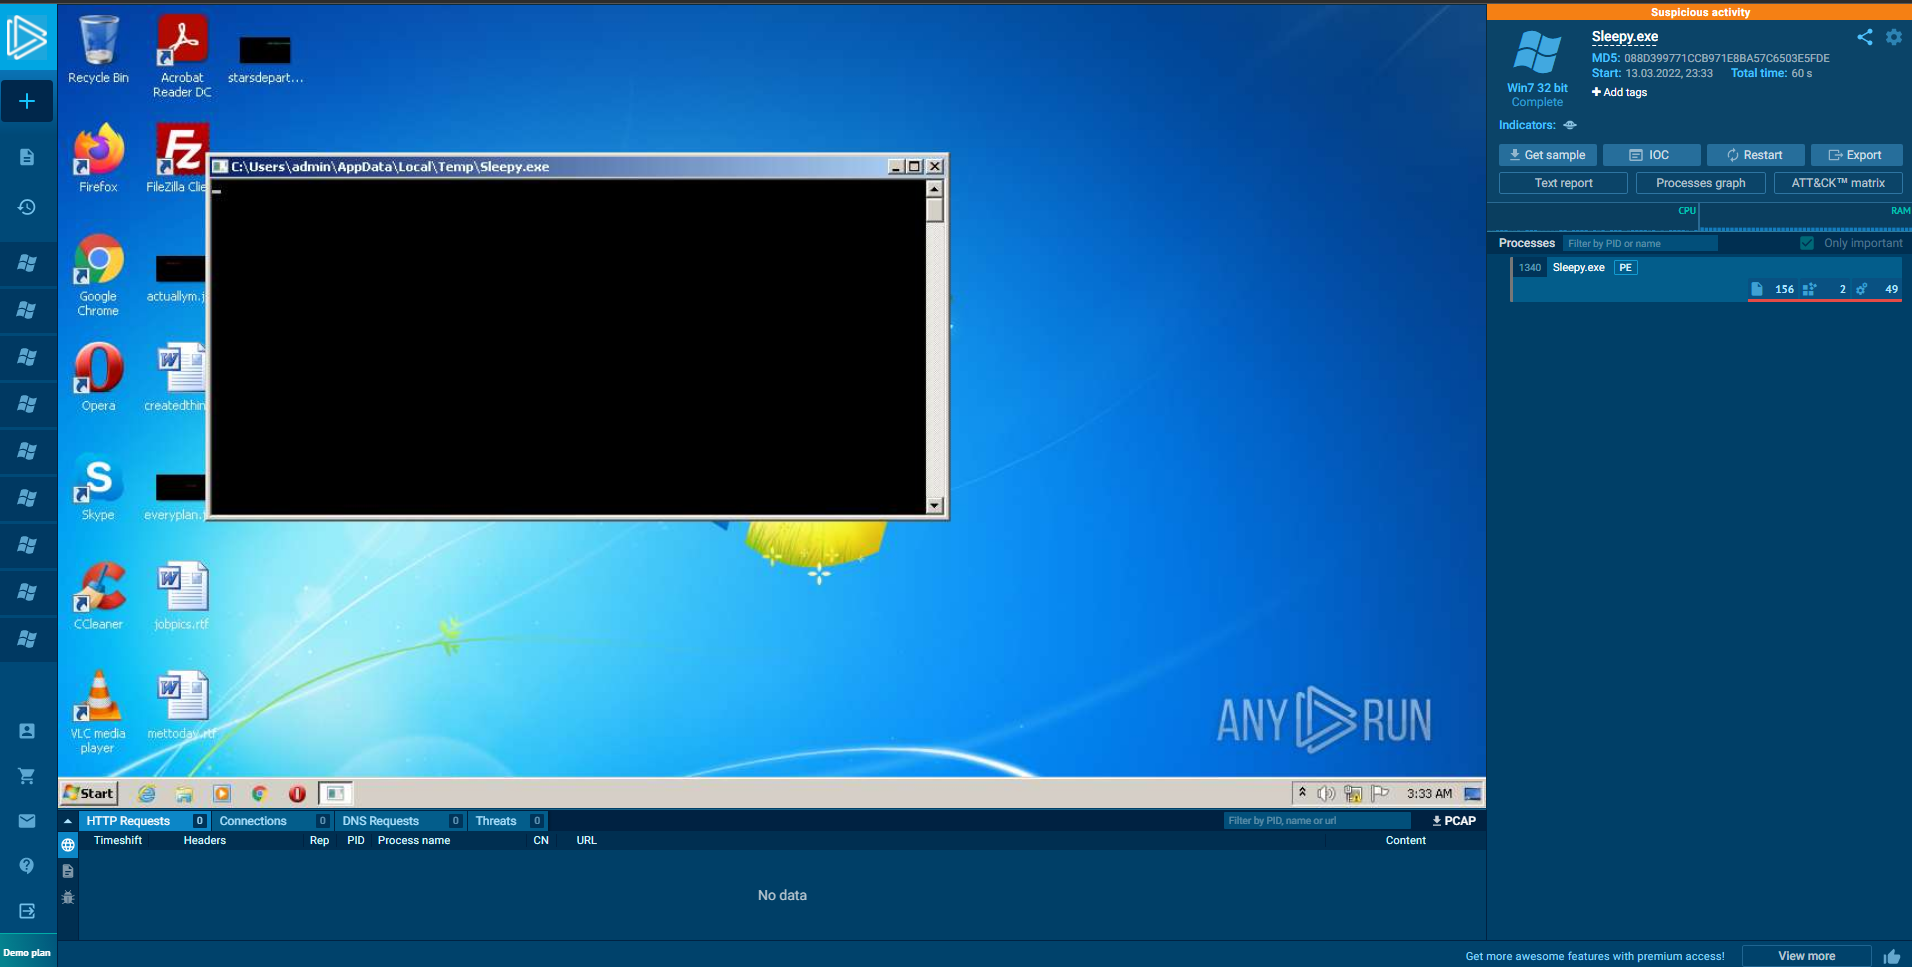 Suspicious activity
Sleepy.exe
MD5: 088D399771CCB971E8BA57C6503E5FDE
Start: 13.03.2022, 23:33 Total time: 60 s
Win7 32 bit
Complete
Add tags
Indicators:
Get sample IOC Restart Export
Text report Processes graph ATT&CK™ matrix
CPU RAM
Processes Filter by PID or name Only important
1340 Sleepy.exe PE
156 2 49
Recycle Bin
Acrobat
Reader DC
starsdepart...
Firefox
FileZilla Clie
Google
Chrome
actuallym.j
Opera
createdthin
Skype
everyplan.
CCleaner
jobpics.rtf
VLC media
player
mettoday.rtf
C:\Users\admin\AppData\Local\Temp\Sleepy.exe
ANY RUN
Start
3:33 AM
HTTP Requests 0 Connections 0 DNS Requests 0 Threats 0 Filter by PID, name or url PCAP
Timeshift Headers Rep PID Process name CN URL Content
No data
Demo plan
Get more awesome features with premium access! View more